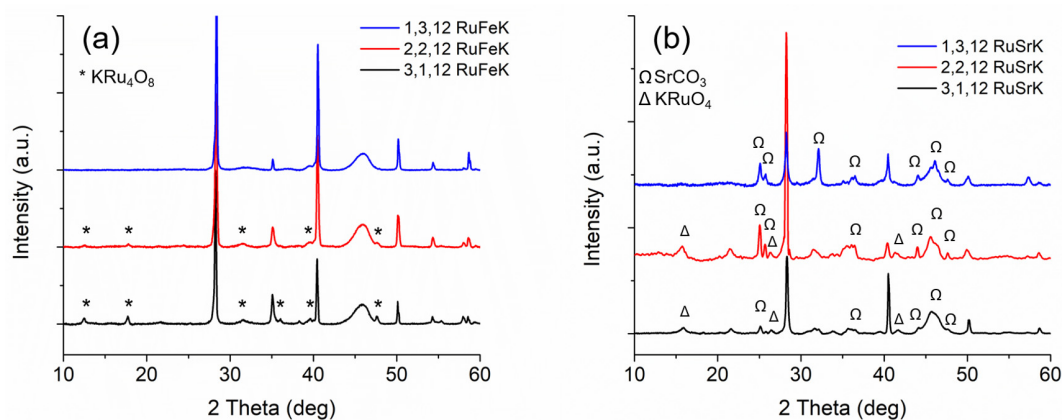 (a)
1,3,12 RuFeK
2,2,12 RuFeK
3,1,12 RuFeK
* KRu₄O₈
* * * * *
* * * * * *
Intensity (a.u.)
10 20 30 40 50 60
2 Theta (deg)
(b)
1,3,12 RuSrK
2,2,12 RuSrK
3,1,12 RuSrK
Ω SrCO₃
Δ KRuO₄
Ω Ω Ω Ω Ω Ω Ω
Δ Ω Ω Δ Ω Δ Ω Ω Ω
Δ Ω Δ Ω Δ Ω Ω Ω
Intensity (a.u.)
10 20 30 40 50 60
2 Theta (deg)